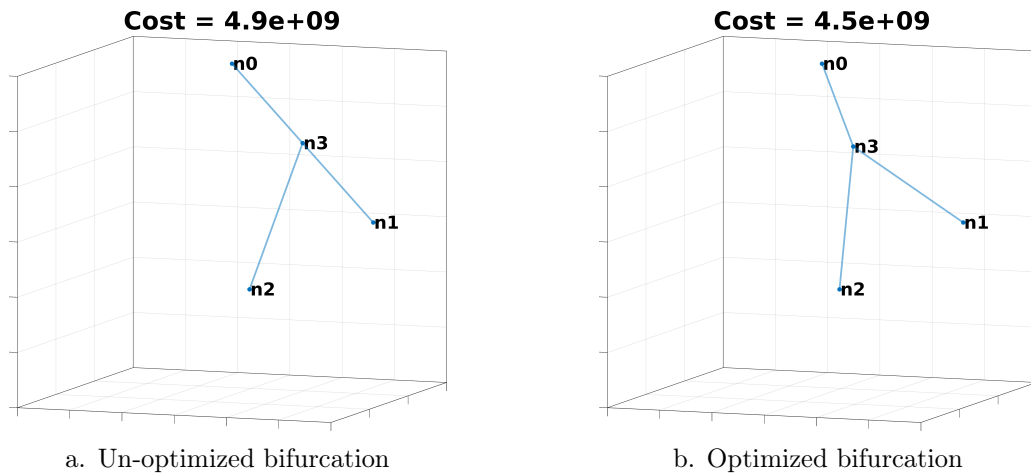 Cost = 4.9e+09
n0
n3
n1
n2
a. Un-optimized bifurcation
Cost = 4.5e+09
n0
n3
n1
n2
b. Optimized bifurcation